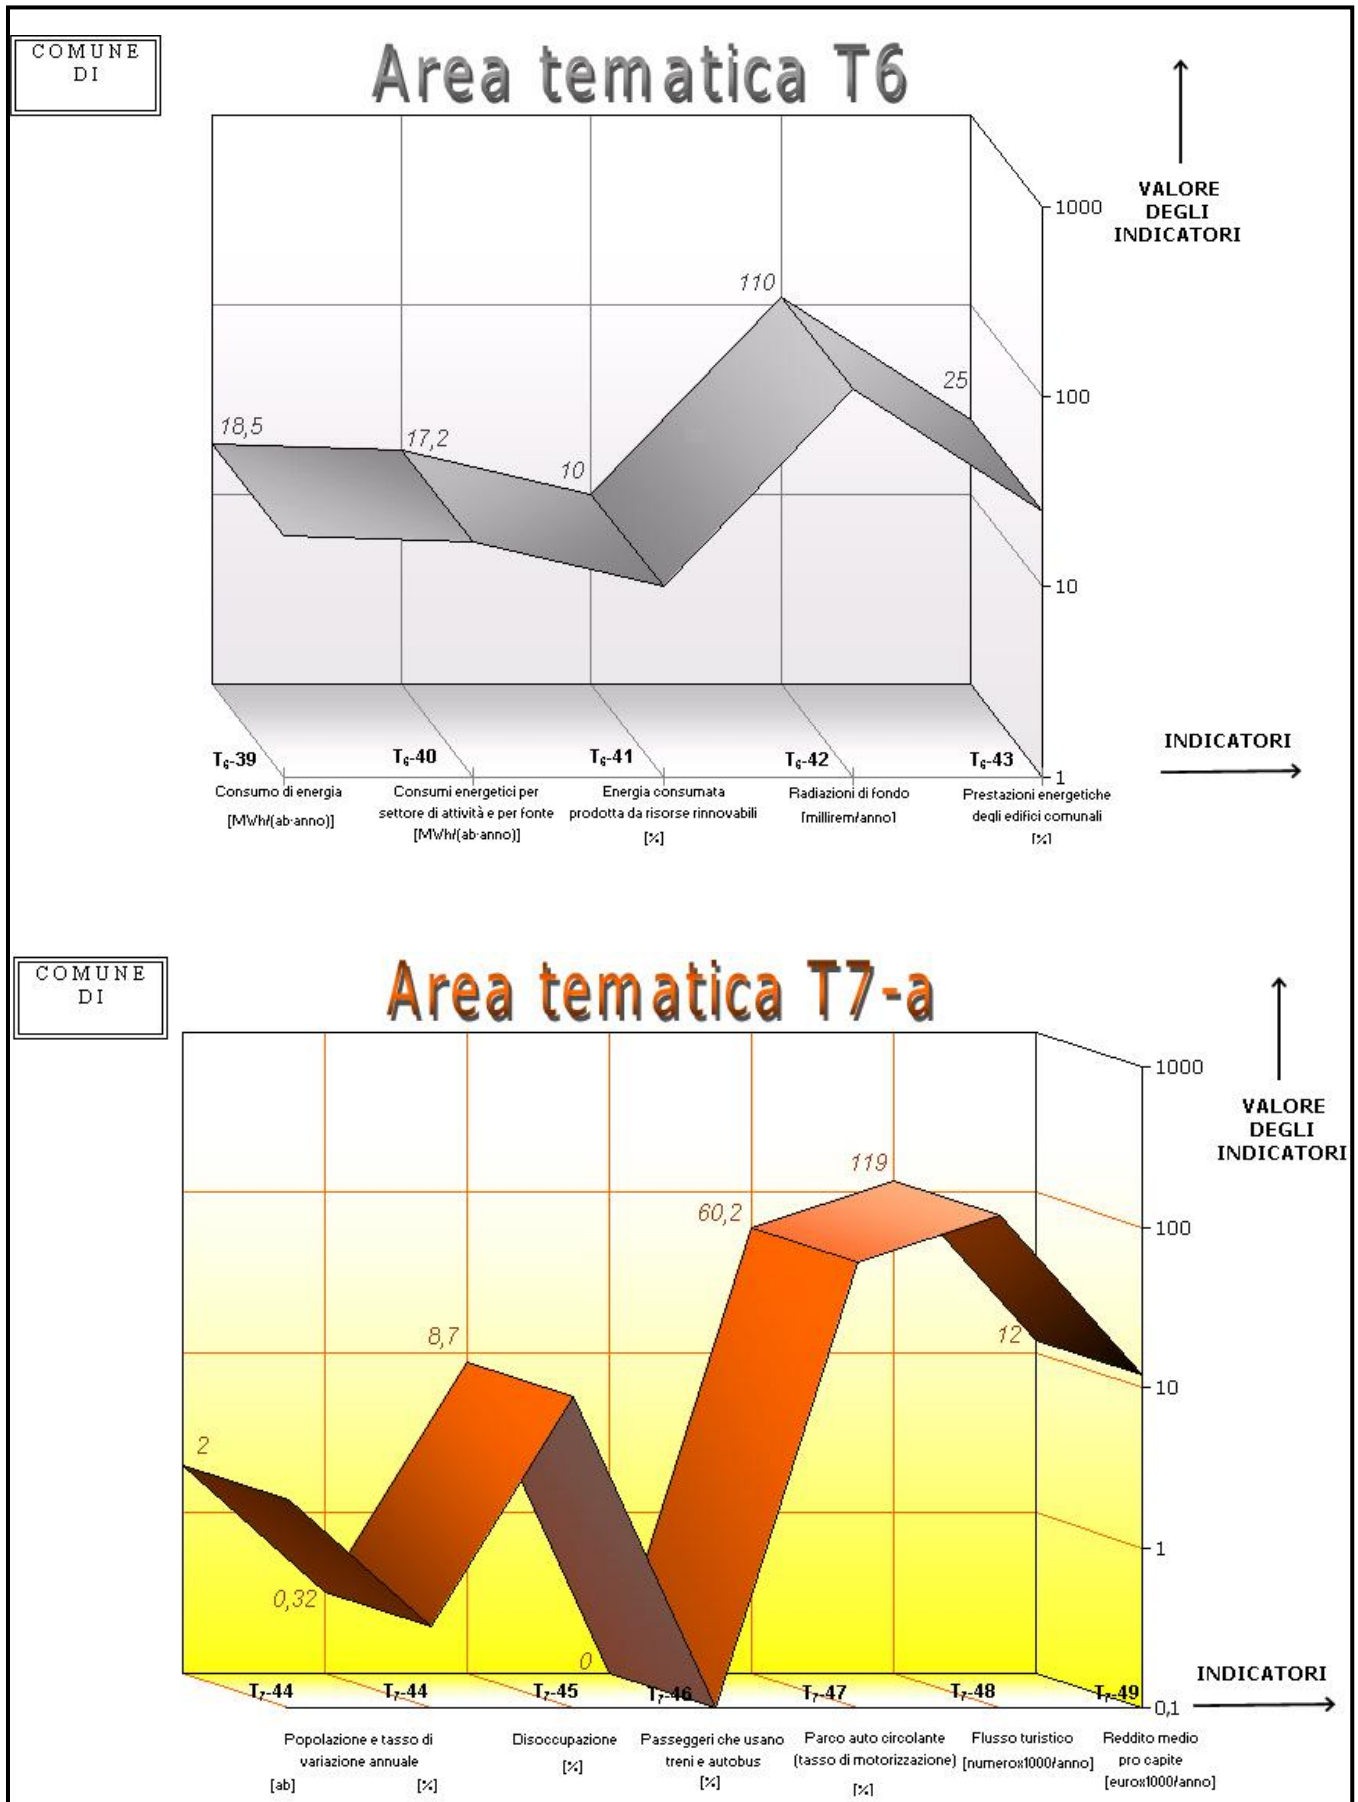 COMUNE
DI
Area tematica T6
VALORE
DEGLI
INDICATORI
1000
100
10
1
110
25
18,5
17,2
10
INDICATORI
T6-39
T6-40
T6-41
T6-42
T6-43
Consumo di energia
[MWh/(ab·anno)]
Consumi energetici per
settore di attività e per fonte
[MWh/(ab·anno)]
Energia consumata
prodotta da risorse rinnovabili
[%]
Radiazioni di fondo
[millirem/anno]
Prestazioni energetiche
degli edifici comunali
[%]
COMUNE
DI
Area tematica T7-a
VALORE
DEGLI
INDICATORI
1000
100
10
1
0,1
119
60,2
12
8,7
2
0,32
0
INDICATORI
T7-44
T7-44
T7-45
T7-46
T7-47
T7-48
T7-49
Popolazione e tasso di
variazione annuale
[ab]
[%]
Disoccupazione
[%]
Passeggeri che usano
treni e autobus
[%]
Parco auto circolante
(tasso di motorizzazione)
[%]
Flusso turistico
[numerox1000/anno]
Reddito medio
pro capite
[eurox1000/anno]